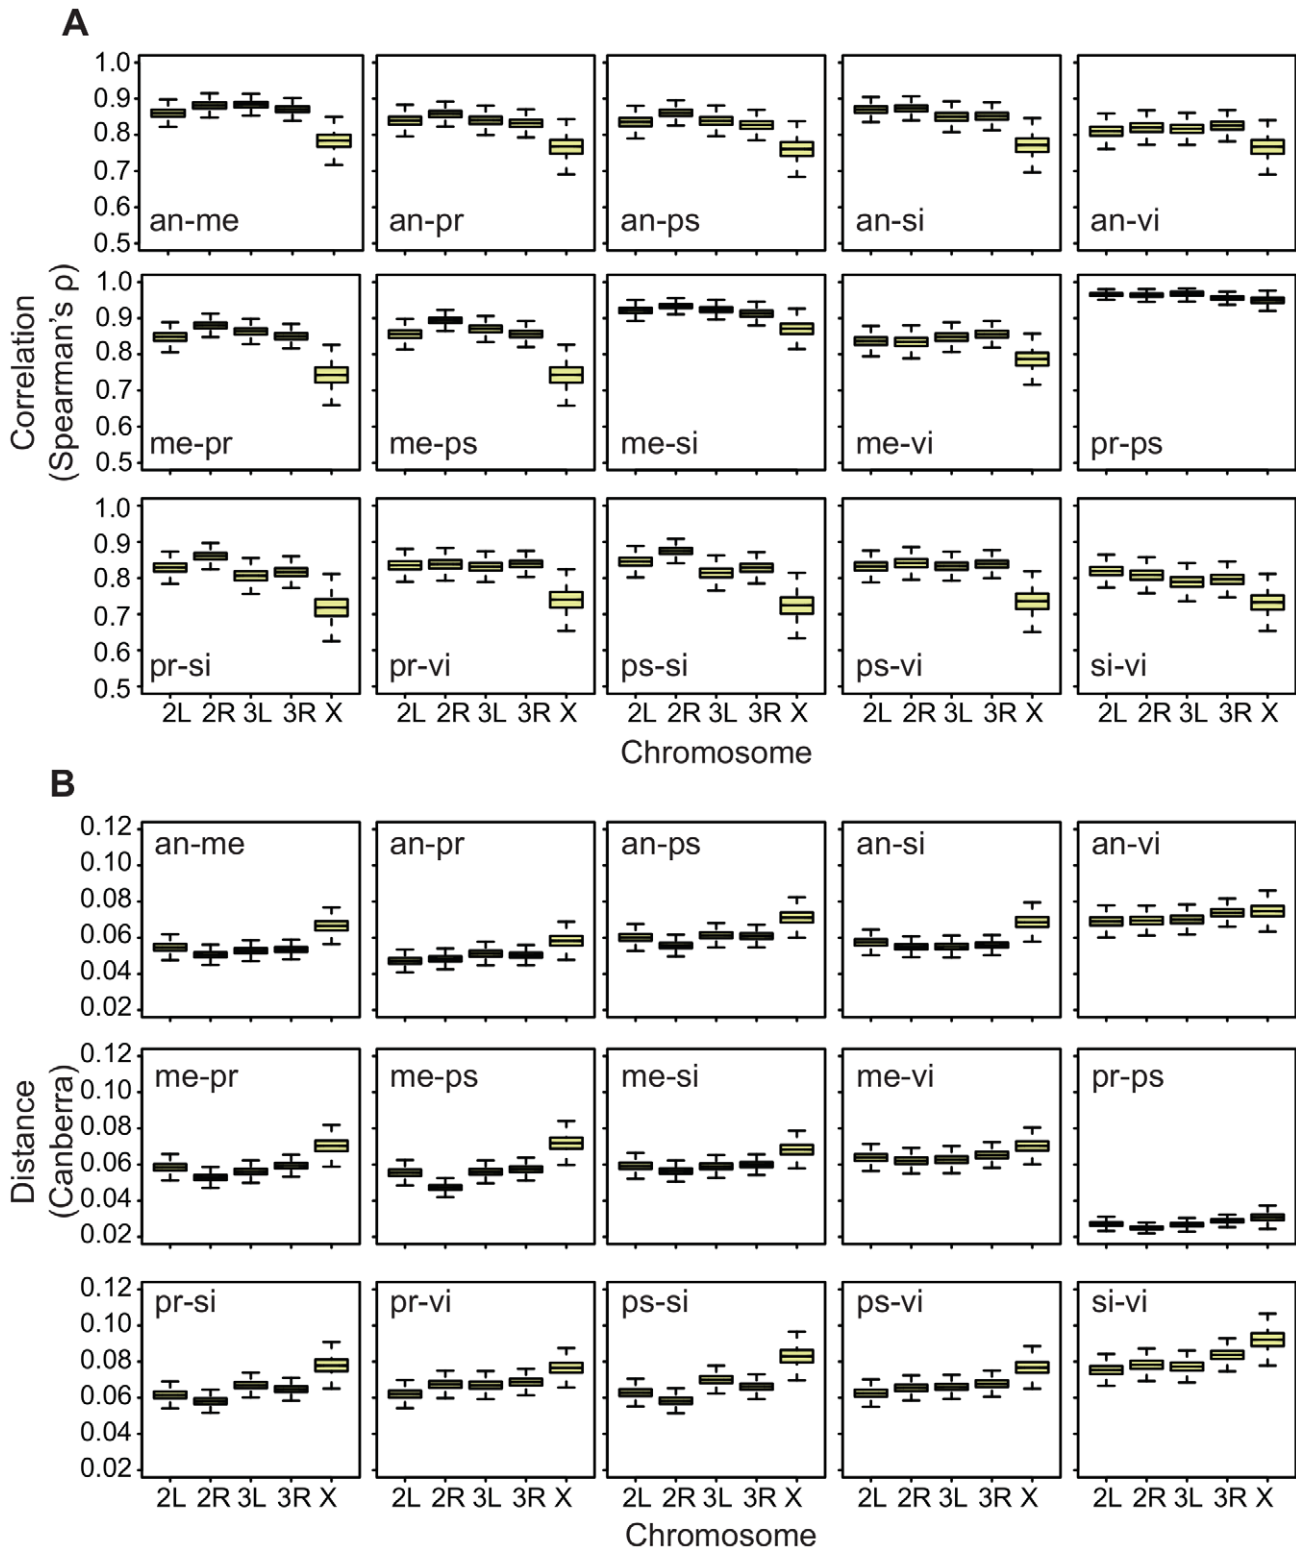 A
1.0
0.9
0.8
0.7
0.6
0.5
an-me
an-pr
an-ps
an-si
an-vi
Correlation
(Spearman's ρ)
1.0
0.9
0.8
0.7
0.6
0.5
me-pr
me-ps
me-si
me-vi
pr-ps
1.0
0.9
0.8
0.7
0.6
0.5
pr-si
pr-vi
ps-si
ps-vi
si-vi
2L 2R 3L 3R X
2L 2R 3L 3R X
2L 2R 3L 3R X
2L 2R 3L 3R X
2L 2R 3L 3R X
Chromosome
B
0.12
0.10
0.08
0.06
0.04
0.02
an-me
an-pr
an-ps
an-si
an-vi
Distance
(Canberra)
0.12
0.10
0.08
0.06
0.04
0.02
me-pr
me-ps
me-si
me-vi
pr-ps
0.12
0.10
0.08
0.06
0.04
0.02
pr-si
pr-vi
ps-si
ps-vi
si-vi
2L 2R 3L 3R X
2L 2R 3L 3R X
2L 2R 3L 3R X
2L 2R 3L 3R X
2L 2R 3L 3R X
Chromosome